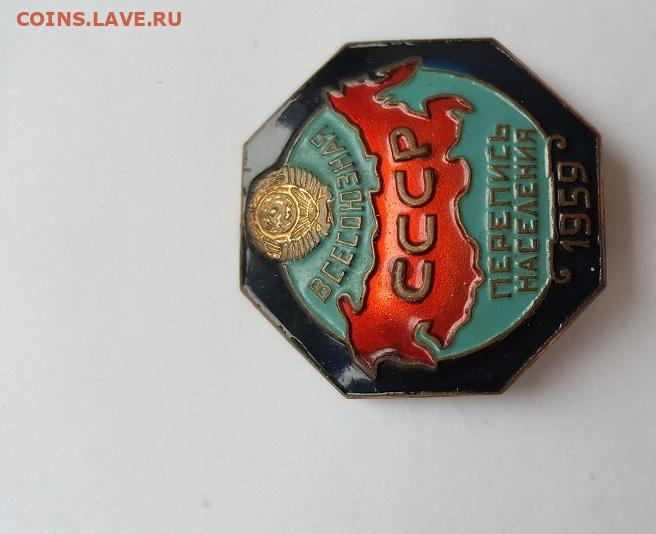 COINS.LAVE.RU
ВСЕСОЮЗНАЯ
СССР
ПЕРЕПИСЬ
НАСЕЛЕНИЯ
1959